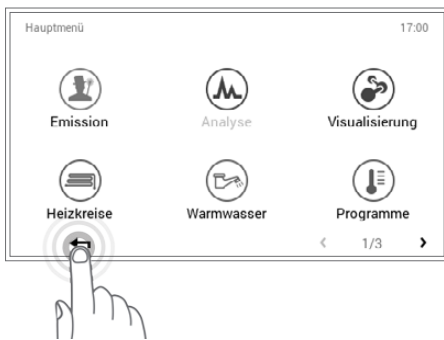 Hauptmenü 17:00
Emission Analyse Visualisierung
Heizkreise Warmwasser Programme
1/3